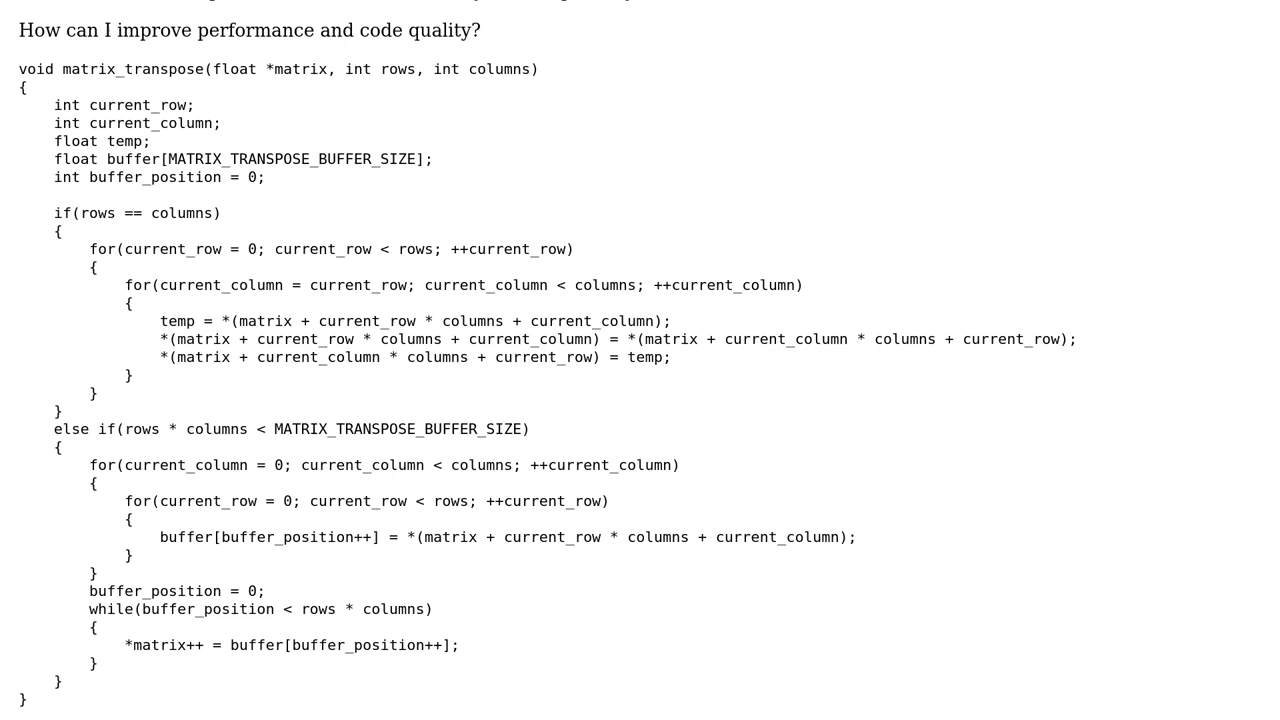 How can I improve performance and code quality?
void matrix_transpose(float *matrix, int rows, int columns)
{
    int current_row;
    int current_column;
    float temp;
    float buffer[MATRIX_TRANSPOSE_BUFFER_SIZE];
    int buffer_position = 0;

    if(rows == columns)
    {
        for(current_row = 0; current_row < rows; ++current_row)
        {
            for(current_column = current_row; current_column < columns; ++current_column)
            {
                temp = *(matrix + current_row * columns + current_column);
                *(matrix + current_row * columns + current_column) = *(matrix + current_column * columns + current_row);
                *(matrix + current_column * columns + current_row) = temp;
            }
        }
    }
    else if(rows * columns < MATRIX_TRANSPOSE_BUFFER_SIZE)
    {
        for(current_column = 0; current_column < columns; ++current_column)
        {
            for(current_row = 0; current_row < rows; ++current_row)
            {
                buffer[buffer_position++] = *(matrix + current_row * columns + current_column);
            }
        }
        buffer_position = 0;
        while(buffer_position < rows * columns)
        {
            *matrix++ = buffer[buffer_position++];
        }
    }
}